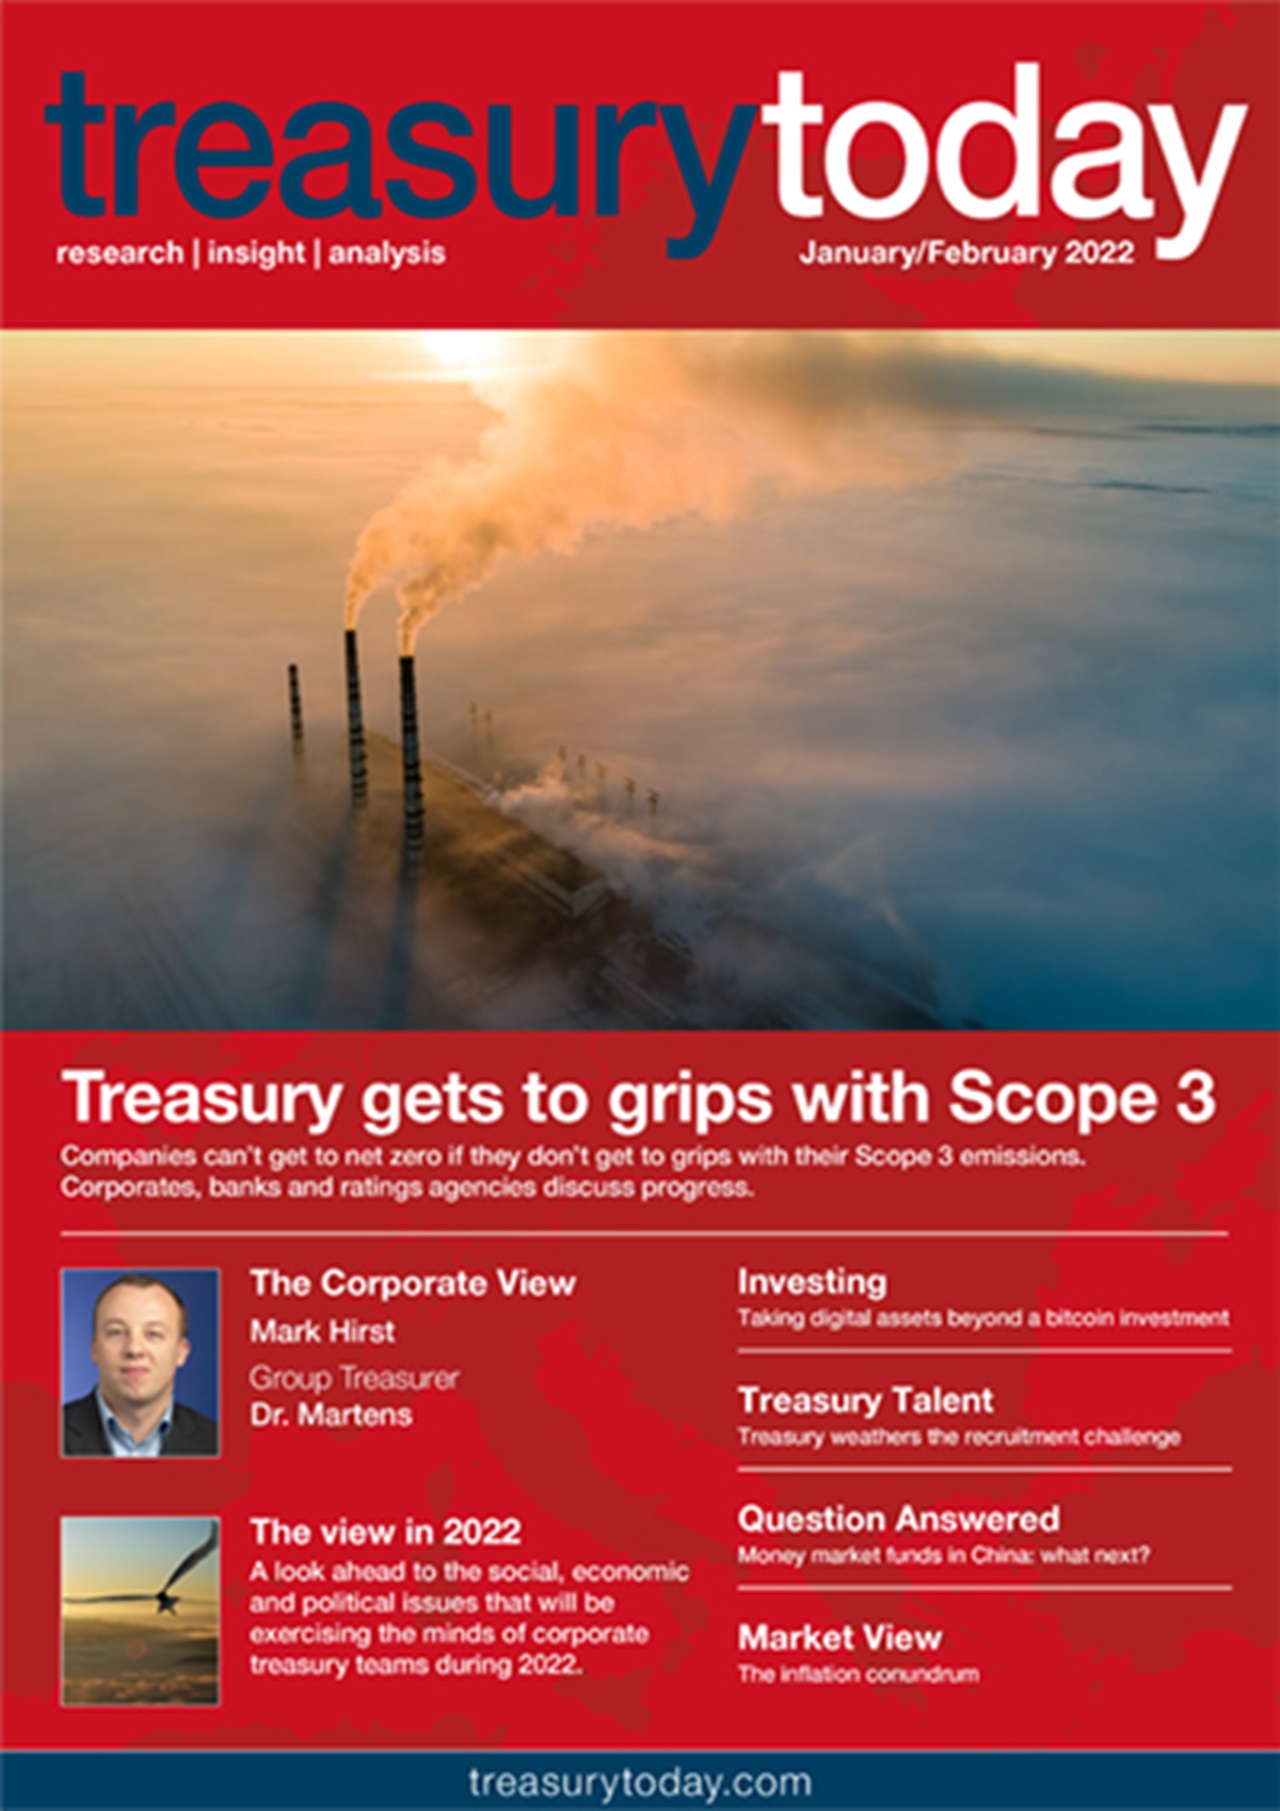 treasurytoday
research | insight | analysis
January/February 2022
Treasury gets to grips with Scope 3
Companies can't get to net zero if they don't get to grips with their Scope 3 emissions.
Corporates, banks and ratings agencies discuss progress.
The Corporate View
Mark Hirst
Group Treasurer
Dr. Martens
The view in 2022
A look ahead to the social, economic
and political issues that will be
exercising the minds of corporate
treasury teams during 2022.
Investing
Taking digital assets beyond a bitcoin investment
Treasury Talent
Treasury weathers the recruitment challenge
Question Answered
Money market funds in China: what next?
Market View
The inflation conundrum
treasurytoday.com